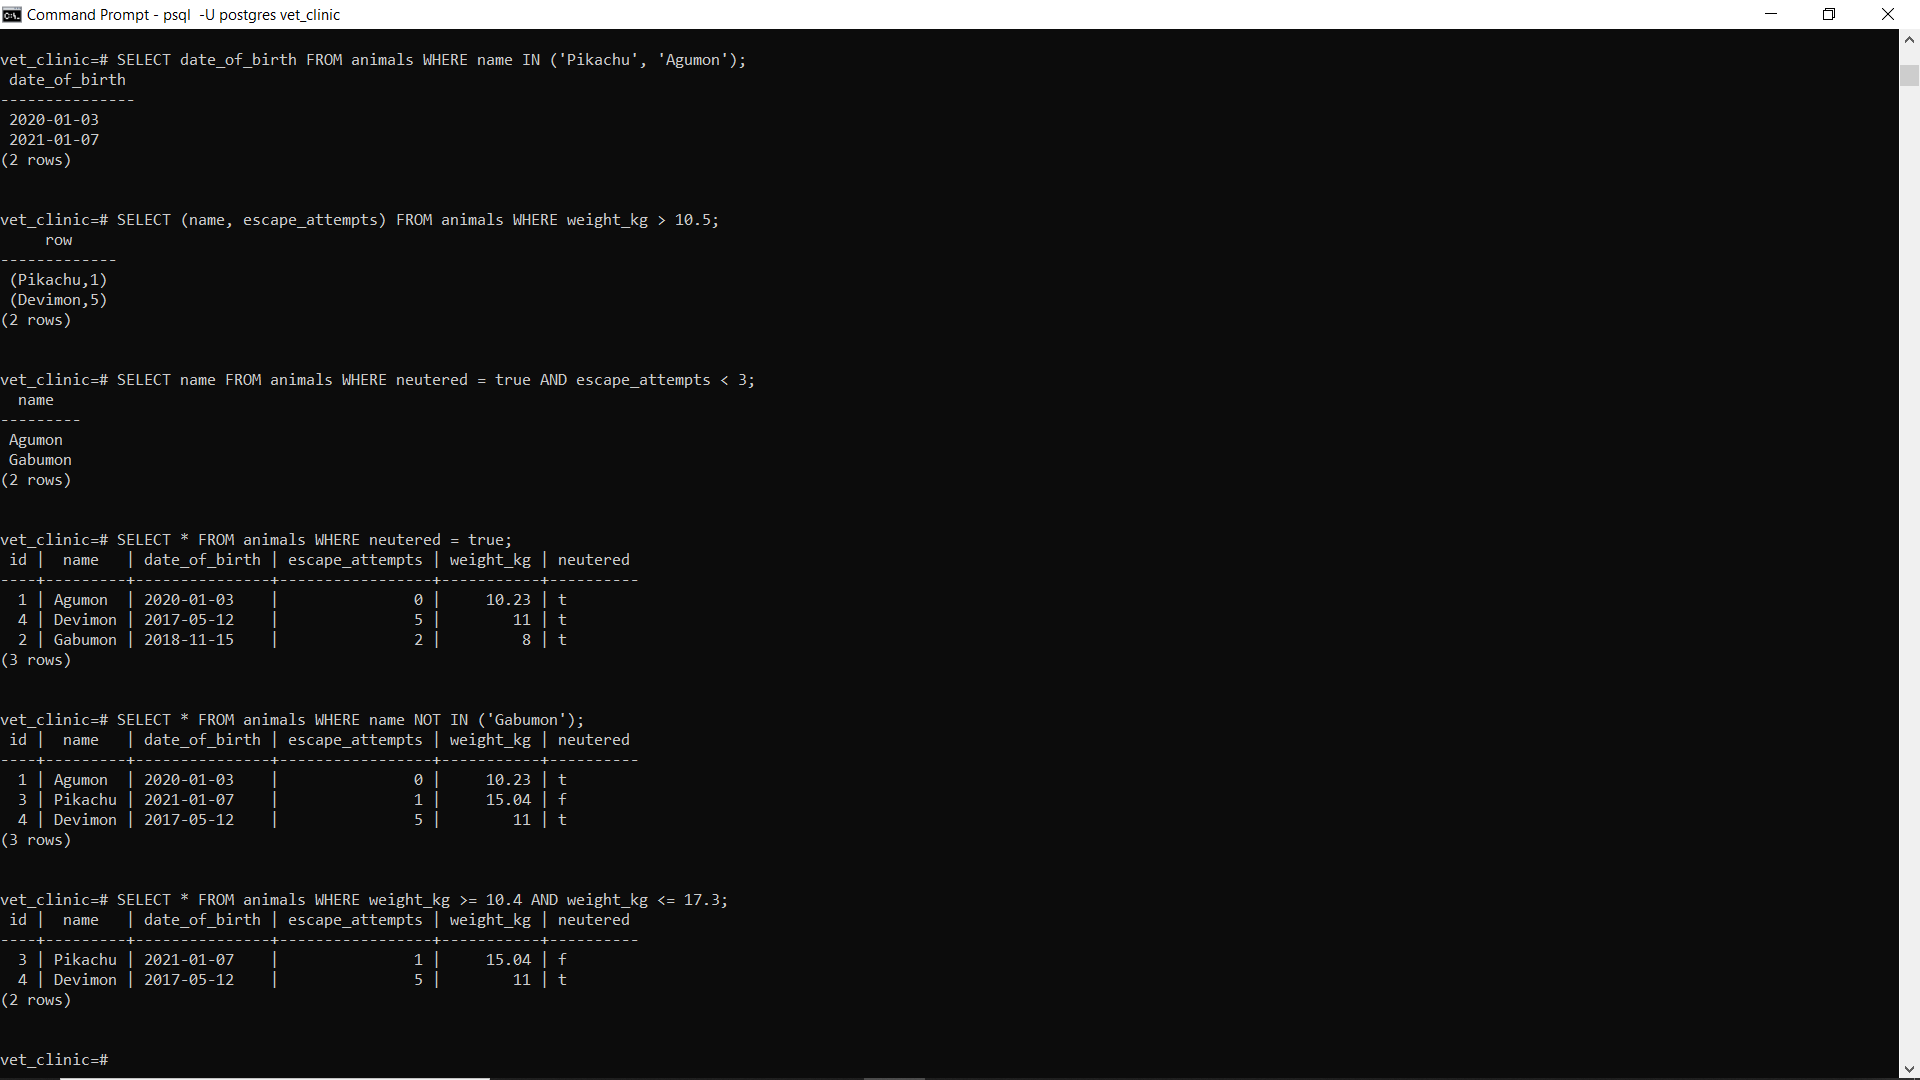 Command Prompt - psql  -U postgres vet_clinic
vet_clinic=# SELECT date_of_birth FROM animals WHERE name IN ('Pikachu', 'Agumon');
 date_of_birth
---------------
 2020-01-03
 2021-01-07
(2 rows)
vet_clinic=# SELECT (name, escape_attempts) FROM animals WHERE weight_kg > 10.5;
     row
-------------
 (Pikachu,1)
 (Devimon,5)
(2 rows)
vet_clinic=# SELECT name FROM animals WHERE neutered = true AND escape_attempts < 3;
  name
---------
 Agumon
 Gabumon
(2 rows)
vet_clinic=# SELECT * FROM animals WHERE neutered = true;
 id |  name   | date_of_birth | escape_attempts | weight_kg | neutered
----+---------+---------------+-----------------+-----------+----------
  1 | Agumon  | 2020-01-03    |               0 |     10.23 | t
  4 | Devimon | 2017-05-12    |               5 |        11 | t
  2 | Gabumon | 2018-11-15    |               2 |         8 | t
(3 rows)
vet_clinic=# SELECT * FROM animals WHERE name NOT IN ('Gabumon');
 id |  name   | date_of_birth | escape_attempts | weight_kg | neutered
----+---------+---------------+-----------------+-----------+----------
  1 | Agumon  | 2020-01-03    |               0 |     10.23 | t
  3 | Pikachu | 2021-01-07    |               1 |     15.04 | f
  4 | Devimon | 2017-05-12    |               5 |        11 | t
(3 rows)
vet_clinic=# SELECT * FROM animals WHERE weight_kg >= 10.4 AND weight_kg <= 17.3;
 id |  name   | date_of_birth | escape_attempts | weight_kg | neutered
----+---------+---------------+-----------------+-----------+----------
  3 | Pikachu | 2021-01-07    |               1 |     15.04 | f
  4 | Devimon | 2017-05-12    |               5 |        11 | t
(2 rows)
vet_clinic=#